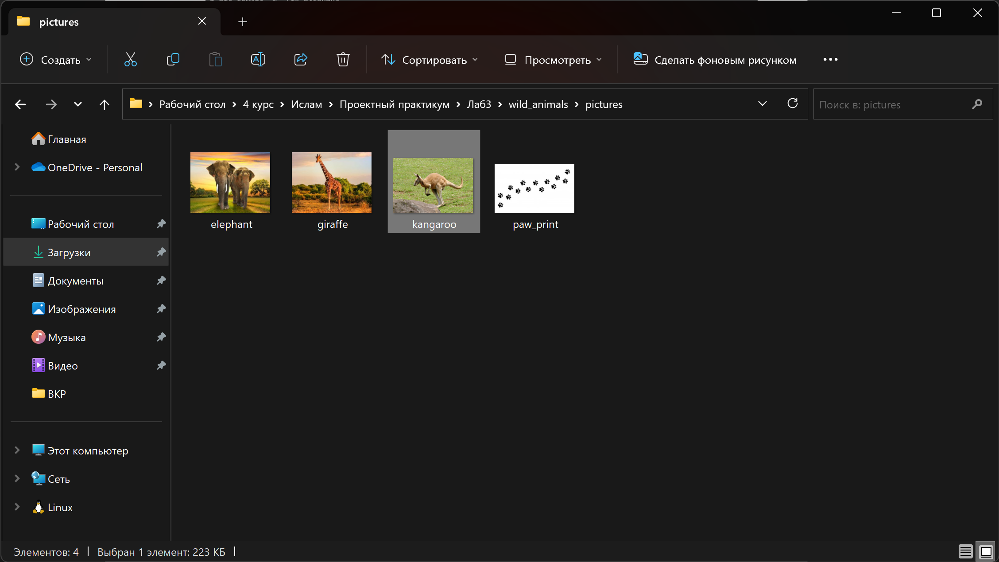 pictures
Создать
Сортировать
Просмотреть
Сделать фоновым рисунком
Рабочий стол
4 курс
Ислам
Проектный практикум
Лаб3
wild_animals
pictures
Поиск в: pictures
Главная
OneDrive - Personal
Рабочий стол
Загрузки
Документы
Изображения
Музыка
Видео
ВКР
Этот компьютер
Сеть
Linux
elephant
giraffe
kangaroo
paw_print
Элементов: 4
Выбран 1 элемент: 223 КБ